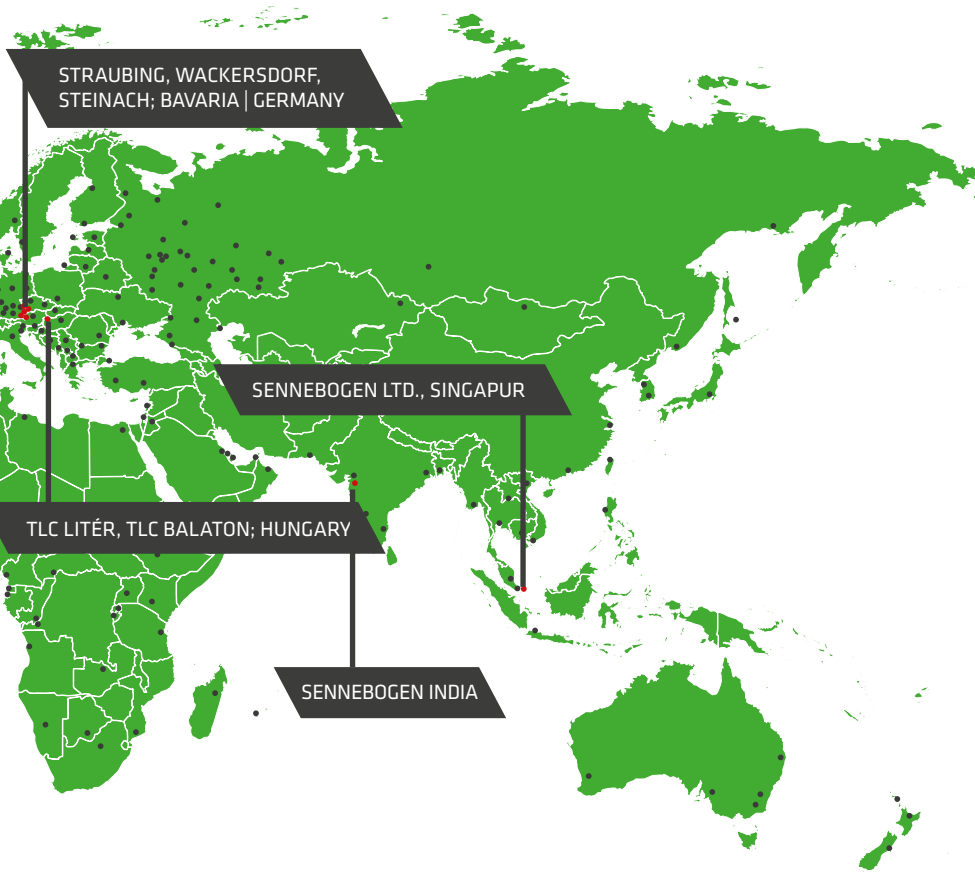 STRAUBING, WACKERSDORF,
STEINACH; BAVARIA | GERMANY
SENNEBOGEN LTD., SINGAPUR
TLC LITÉR, TLC BALATON; HUNGARY
SENNEBOGEN INDIA